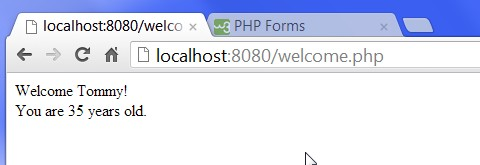 localhost:8080/welco
PHP Forms
localhost:8080/welcome.php
Welcome Tommy!
You are 35 years old.